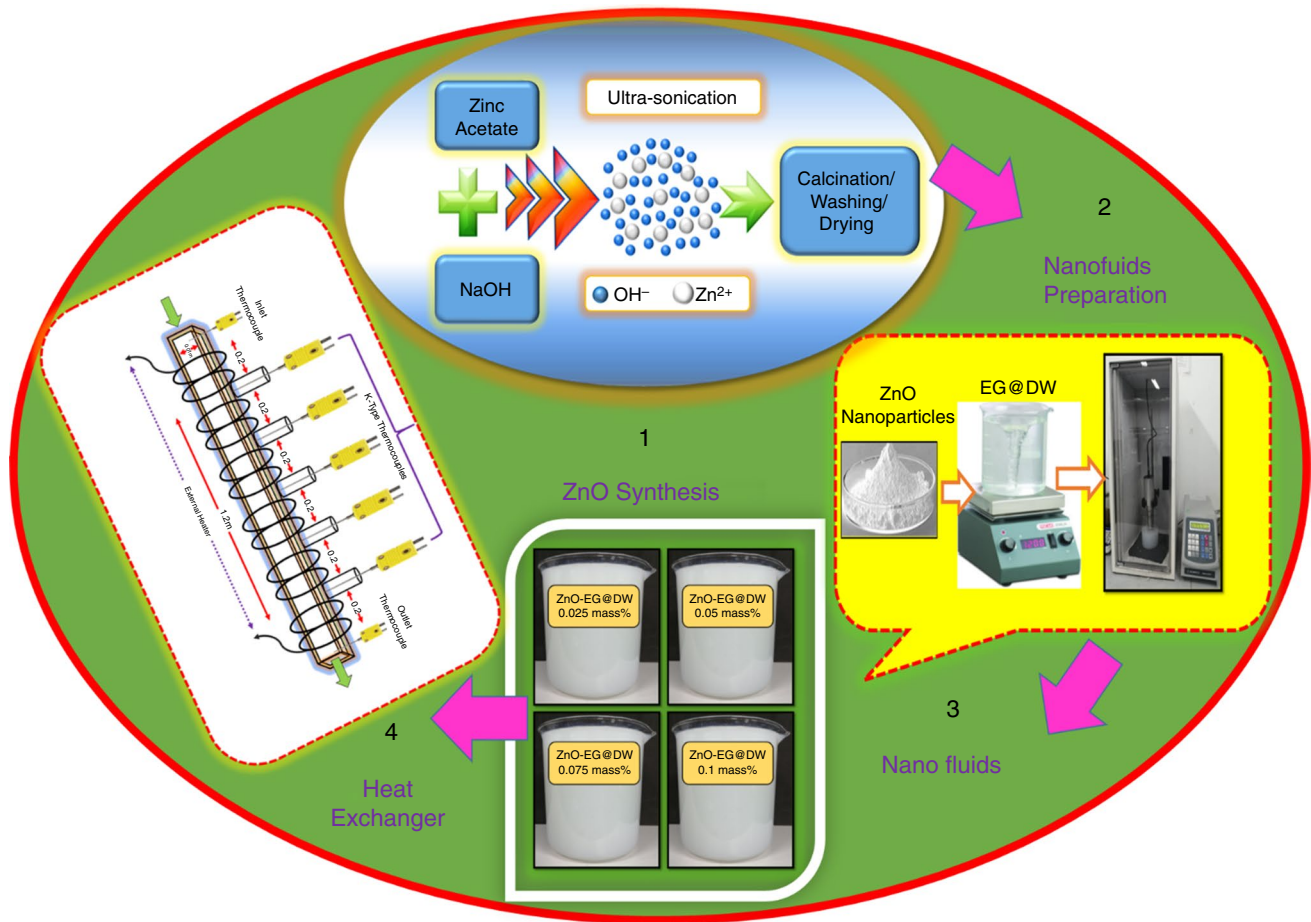 Zinc
Acetate
Ultra-sonication
Calcination/
Washing/
Drying
NaOH
OH⁻
Zn²⁺
1
ZnO Synthesis
2
Nanofuids
Preparation
ZnO
Nanoparticles
EG@DW
3
Nano fluids
ZnO-EG@DW
0.025 mass%
ZnO-EG@DW
0.05 mass%
ZnO-EG@DW
0.075 mass%
ZnO-EG@DW
0.1 mass%
4
Heat
Exchanger
Inlet
Thermocouple
0.2
0.2
0.2
0.2
0.2
0.2
K-Type Thermocouples
1.2m
External Heater
Outlet
Thermocouple